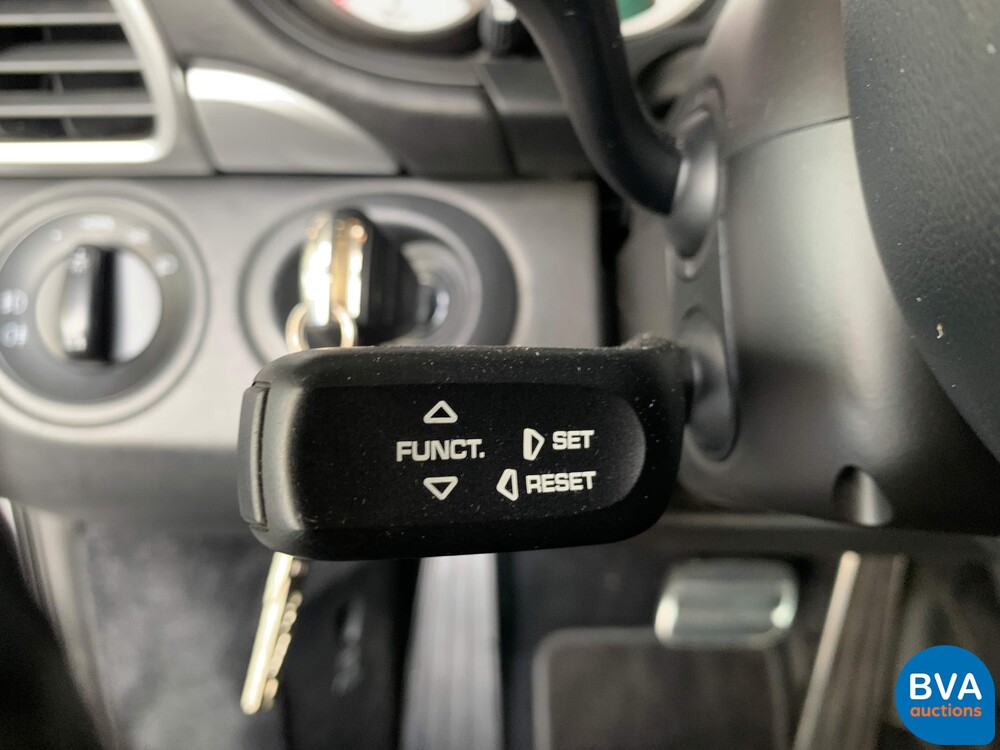 FUNCT.
SET
RESET
BVA
auctions